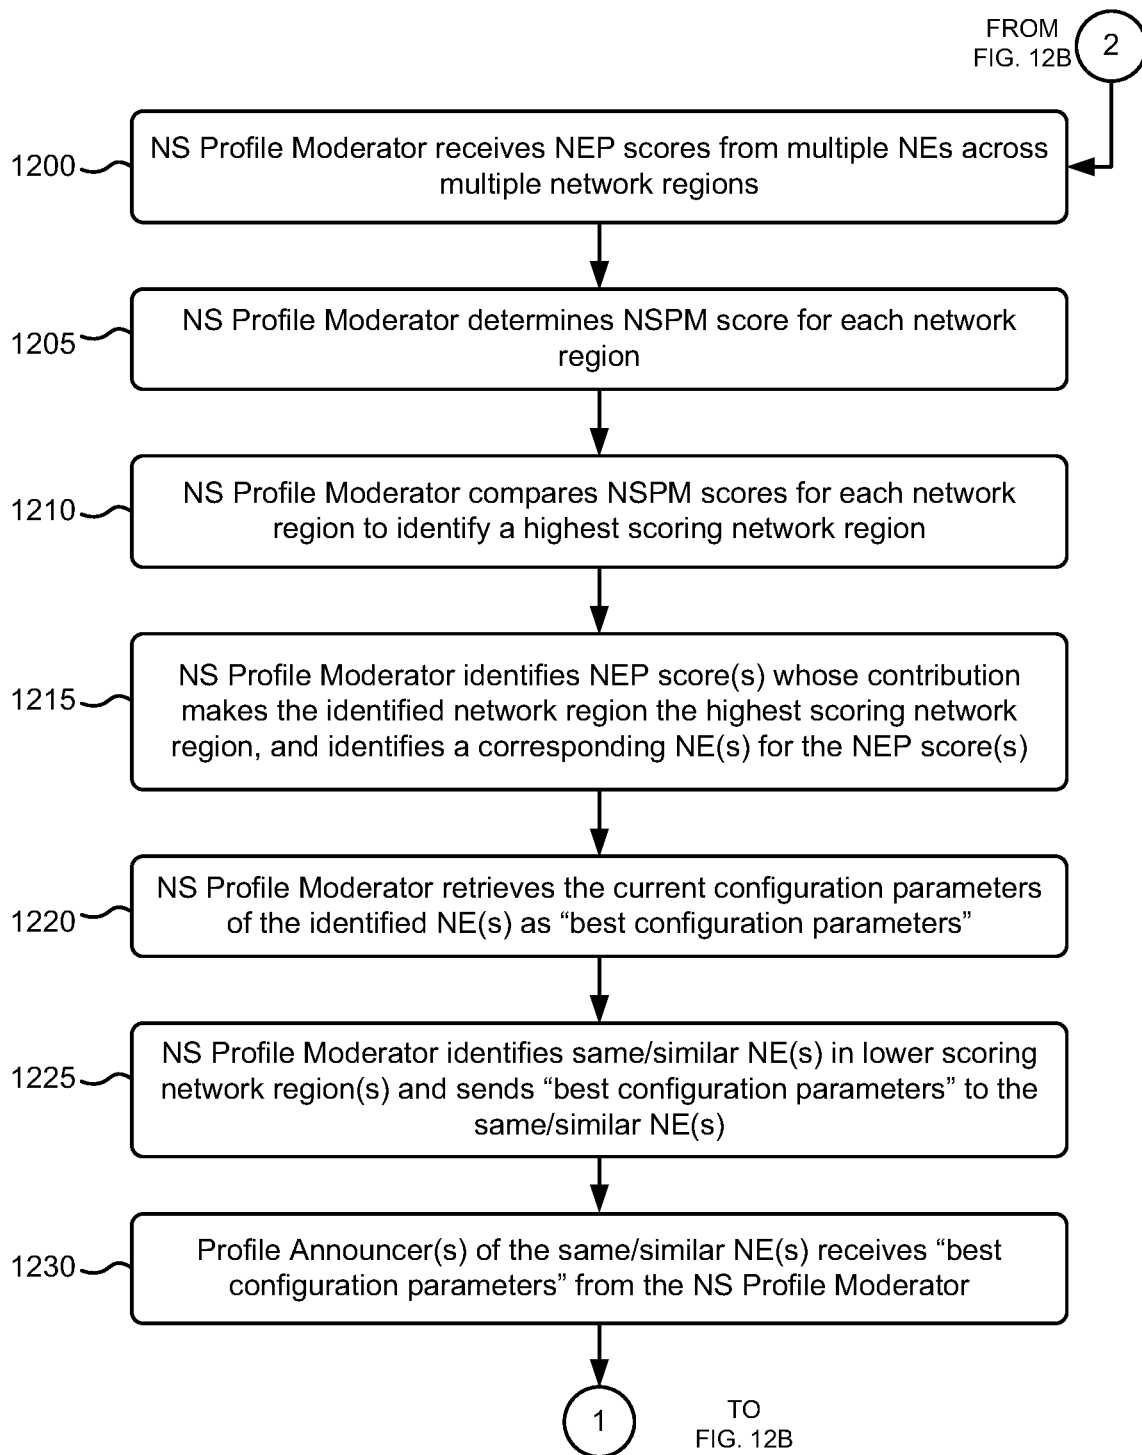 FROM
FIG. 12B
2
1200
NS Profile Moderator receives NEP scores from multiple NEs across
multiple network regions
1205
NS Profile Moderator determines NSPM score for each network
region
1210
NS Profile Moderator compares NSPM scores for each network
region to identify a highest scoring network region
1215
NS Profile Moderator identifies NEP score(s) whose contribution
makes the identified network region the highest scoring network
region, and identifies a corresponding NE(s) for the NEP score(s)
1220
NS Profile Moderator retrieves the current configuration parameters
of the identified NE(s) as “best configuration parameters”
1225
NS Profile Moderator identifies same/similar NE(s) in lower scoring
network region(s) and sends “best configuration parameters” to the
same/similar NE(s)
1230
Profile Announcer(s) of the same/similar NE(s) receives “best
configuration parameters” from the NS Profile Moderator
1
TO
FIG. 12B